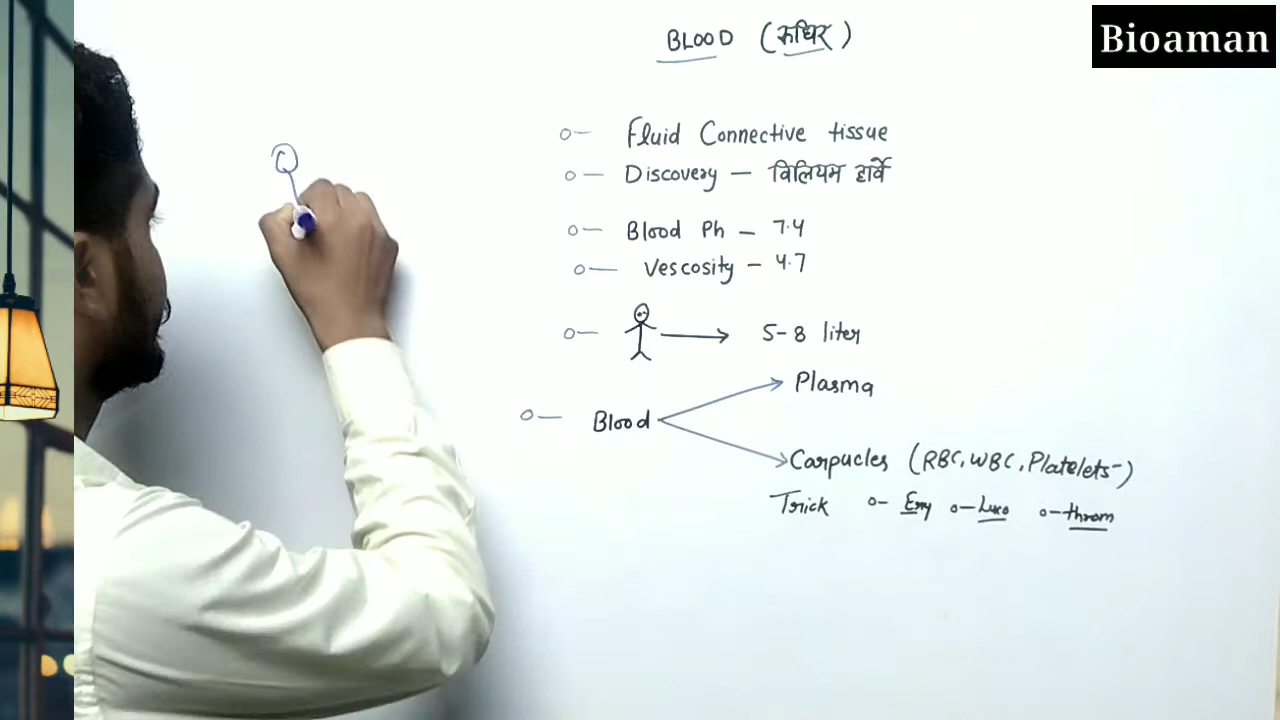 Bioaman
BLOOD (रुधिर)
Fluid Connective tissue
Discovery — विलियम हार्वे
Blood Ph — 7.4
Vescosity — 4.7
5-8 liter
Plasma
Blood
Carpucles (RBC, WBC, Platelets)
Trick Ery Luco throm